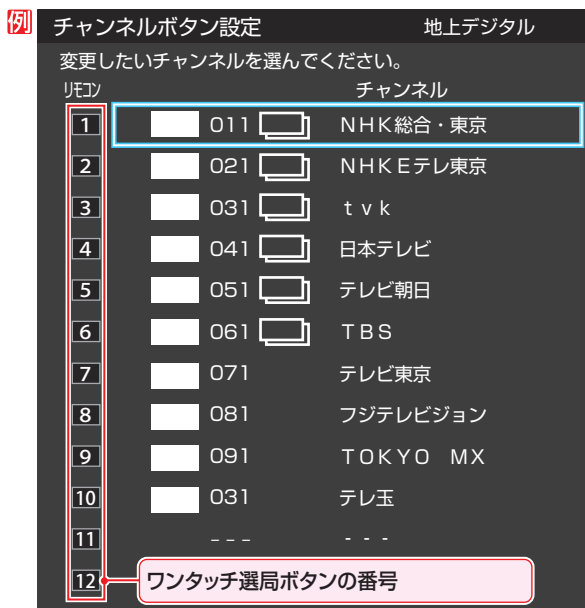 例
チャンネルボタン設定 地上デジタル
変更したいチャンネルを選んでください。
リモコン チャンネル
1 011 NHK総合・東京
2 021 NHKEテレ東京
3 031 tvk
4 041 日本テレビ
5 051 テレビ朝日
6 061 TBS
7 071 テレビ東京
8 081 フジテレビジョン
9 091 TOKYO MX
10 031 テレ玉
11 --- ---
12 ワンタッチ選局ボタンの番号